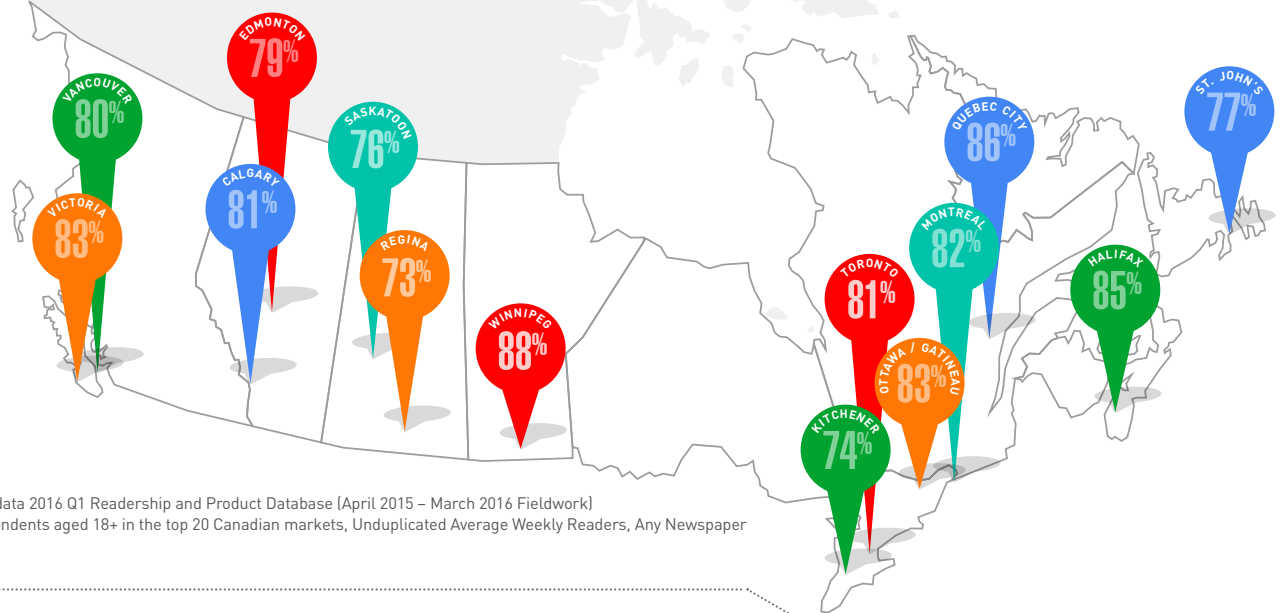 EDMONTON
79%
VANCOUVER
80%
SASKATOON
76%
ST. JOHN'S
77%
QUEBEC CITY
86%
CALGARY
81%
VICTORIA
83%
REGINA
73%
MONTREAL
82%
TORONTO
81%
HALIFAX
85%
WINNIPEG
88%
OTTAWA / GATINEAU
83%
KITCHENER
74%
data 2016 Q1 Readership and Product Database (April 2015 – March 2016 Fieldwork)
ndents aged 18+ in the top 20 Canadian markets, Unduplicated Average Weekly Readers, Any Newspaper